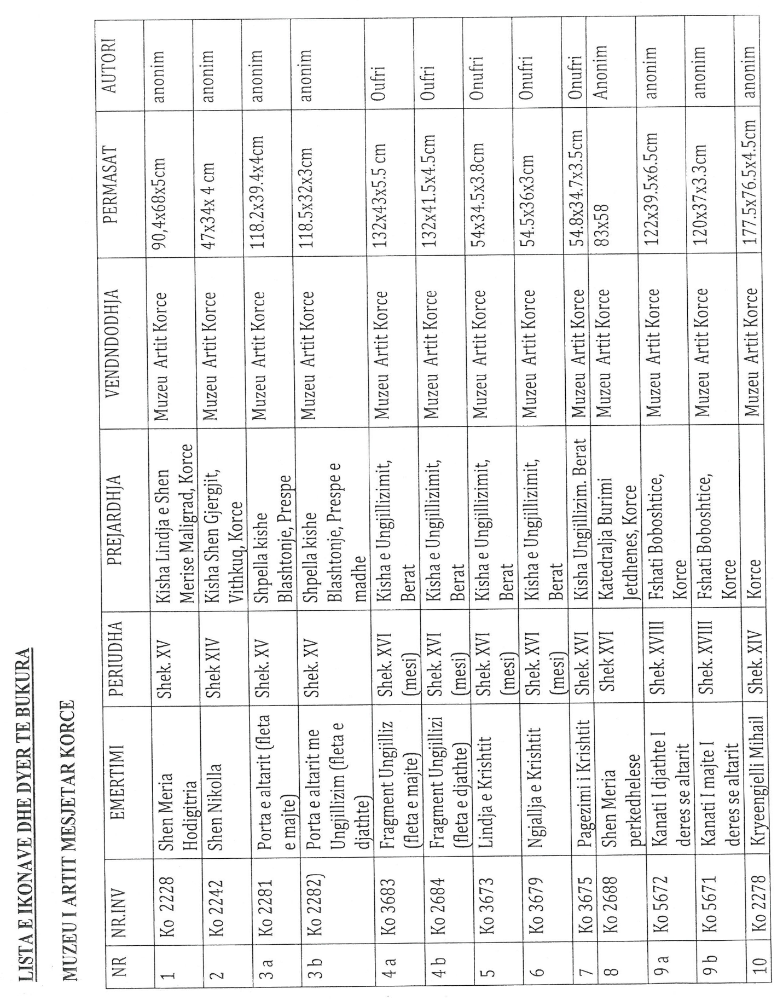 LISTA E IKONAVE DHE DYER TE BUKURA
MUZEU I ARTIT MESJETAR KORCE
NR NR.INV EMERTIMI PERIUDHA PREJARDHJA VENDNDODHJA PERMASAT AUTORI
1 Ko 2228 Shen Meria Shek. XV Kisha Lindja e Shen Muzeu Artit Korce 90,4x68x5cm anonim
Hodigitria Merise Maligrad, Korce
2 Ko 2242 Shen Nikolla Shek XIV Kisha Shen Gjergjit, Muzeu Artit Korce 47x34x 4 cm anonim
Vithkuq, Korce
3 a Ko 2281 Porta e altarit (fleta Shek. XV Shpella kishe Muzeu Artit Korce 118.2x39.4x4cm anonim
e majte) Blashtonje, Prespe
3 b Ko 2282) Porta e altarit me Shek. XV Shpella kishe Muzeu Artit Korce 118.5x32x3cm anonim
Ungjillizim (fleta e Blashtonje, Prespe e
djathte) madhe
4 a Ko 3683 Fragment Ungjilliz Shek. XVI Kisha e Ungjillizimit, Muzeu Artit Korce 132x43x5.5 cm Oufri
(fleta e majte) (mesi) Berat
4 b Ko 2684 Fragment Ungjillizi Shek. XVI Kisha e Ungjillizimit, Muzeu Artit Korce 132x41.5x4.5cm Oufri
(fleta e djathte) (mesi) Berat
5 Ko 3673 Lindja e Krishtit Shek. XVI Kisha e Ungjillizimit, Muzeu Artit Korce 54x34.5x3.8cm Onufri
(mesi) Berat
6 Ko 3679 Ngjallja e Krishtit Shek. XVI Kisha e Ungjillizimit, Muzeu Artit Korce 54.5x36x3cm Onufri
(mesi) Berat
7 Ko 3675 Pagezimi i Krishtit Shek. XVI Kisha Ungjillizim. Berat Muzeu Artit Korce 54.8x34.7x3.5cm Onufri
8 Ko 2688 Shen Meria Shek XVI Katedralja Burimi Muzeu Artit Korce 83x58 Anonim
perkedhelese Jetdhenes, Korce
9 a Ko 5672 Kanati I djathte I Shek. XVIII Fshati Boboshtice, Muzeu Artit Korce 122x39.5x6.5cm anonim
deres se altarit Korce
9 b Ko 5671 Kanati I majte I Shek. XVIII Fshati Boboshtice, Muzeu Artit Korce 120x37x3.3cm anonim
deres se altarit Korce
10 Ko 2278 Kryeengjelli Mihail Shek. XIV Korce Muzeu Artit Korce 177.5x76.5x4.5cm anonim